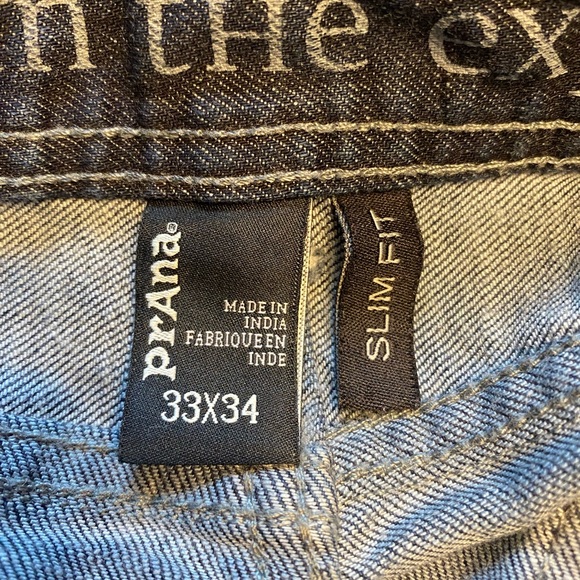 n tHe ex
prAna®
MADE IN
INDIA
FABRIQUE EN
INDE
33X34
SLIM FIT